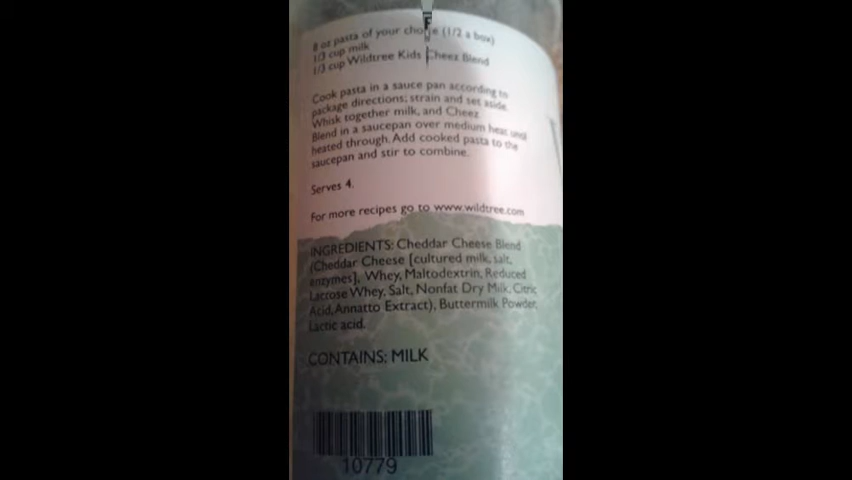 8 oz pasta of your choice (1/2 a box)
1/3 cup milk
1/3 cup Wildtree Kids Cheez Blend
Cook pasta in a sauce pan according to
package directions; strain and set aside.
Whisk together milk, and Cheez
Blend in a saucepan over medium heat until
heated through. Add cooked pasta to the
saucepan and stir to combine.
Serves 4.
For more recipes go to www.wildtree.com
INGREDIENTS: Cheddar Cheese Blend
(Cheddar Cheese [cultured milk, salt,
enzymes], Whey, Maltodextrin, Reduced
Lacrose Whey, Salt, Nonfat Dry Milk, Citric
Acid, Annatto Extract), Buttermilk Powder,
Lactic acid.
CONTAINS: MILK
10779